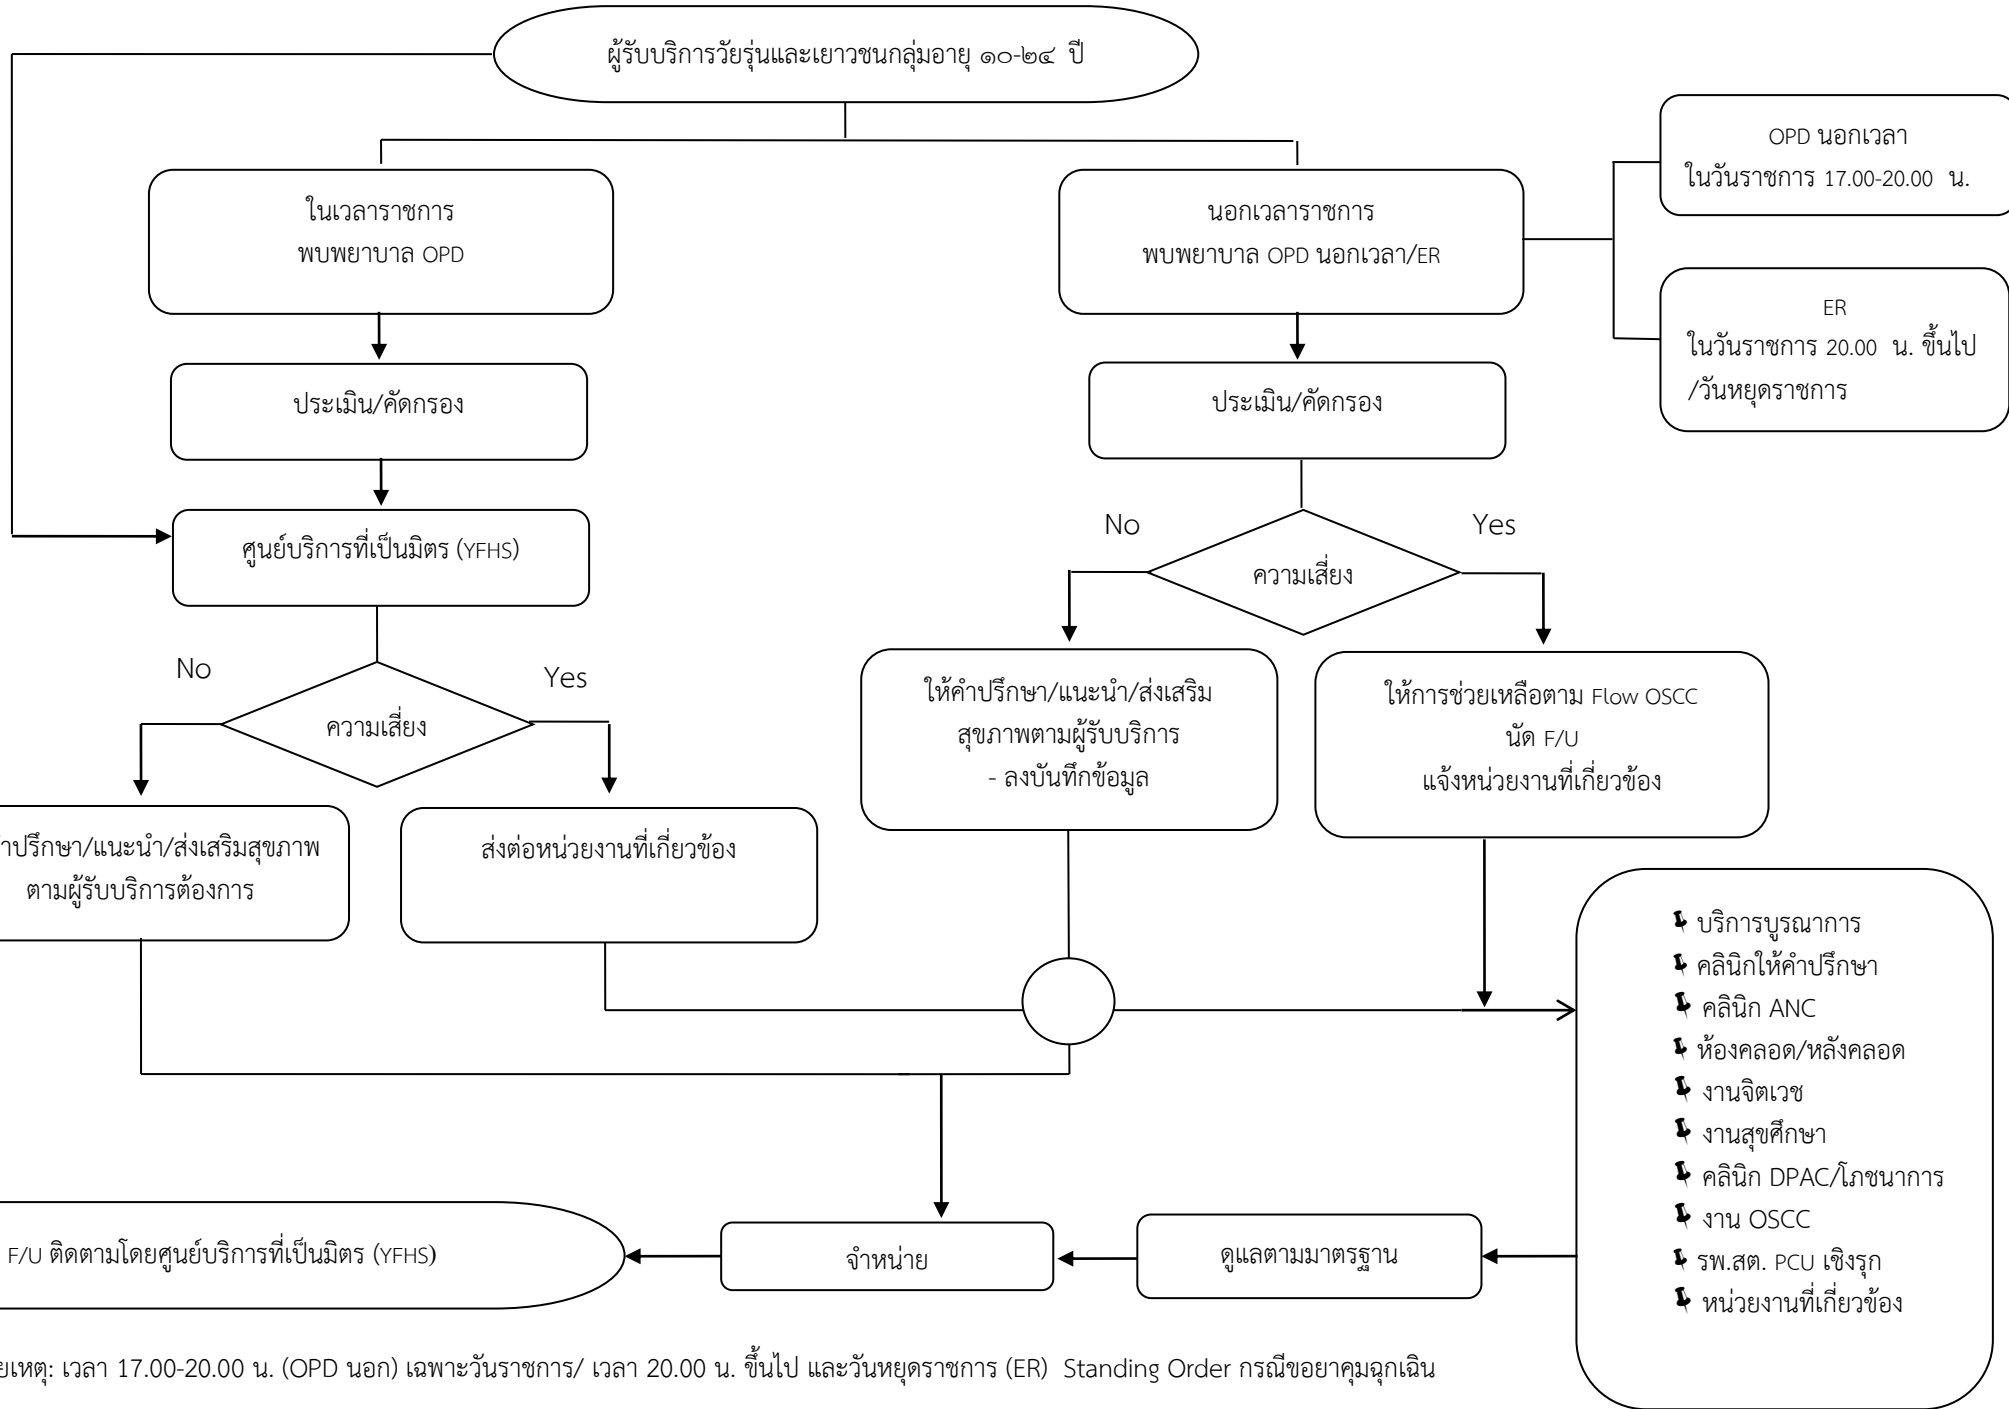 ผู้รับบริการวัยรุ่นและเยาวชนกลุ่มอายุ ๑๐-๒๔ ปี
OPD นอกเวลา
ในวันราชการ 17.00-20.00 น.
ในเวลาราชการ
พบพยาบาล OPD
นอกเวลาราชการ
พบพยาบาล OPD นอกเวลา/ER
ER
ในวันราชการ 20.00 น. ขึ้นไป
/วันหยุดราชการ
ประเมิน/คัดกรอง
ประเมิน/คัดกรอง
ศูนย์บริการที่เป็นมิตร (YFHS)
No
Yes
ความเสี่ยง
No
Yes
ความเสี่ยง
ให้คำปรึกษา/แนะนำ/ส่งเสริม
สุขภาพตามผู้รับบริการ
- ลงบันทึกข้อมูล
ให้การช่วยเหลือตาม Flow OSCC
นัด F/U
แจ้งหน่วยงานที่เกี่ยวข้อง
าปรึกษา/แนะนำ/ส่งเสริมสุขภาพ
ตามผู้รับบริการต้องการ
ส่งต่อหน่วยงานที่เกี่ยวข้อง
บริการบูรณาการ
คลินิกให้คำปรึกษา
คลินิก ANC
ห้องคลอด/หลังคลอด
งานจิตเวช
งานสุขศึกษา
คลินิก DPAC/โภชนาการ
งาน OSCC
รพ.สต. PCU เชิงรุก
หน่วยงานที่เกี่ยวข้อง
F/U ติดตามโดยศูนย์บริการที่เป็นมิตร (YFHS)
จำหน่าย
ดูแลตามมาตรฐาน
ยเหตุ: เวลา 17.00-20.00 น. (OPD นอก) เฉพาะวันราชการ/ เวลา 20.00 น. ขึ้นไป และวันหยุดราชการ (ER) Standing Order กรณีขอยาคุมฉุกเฉิน